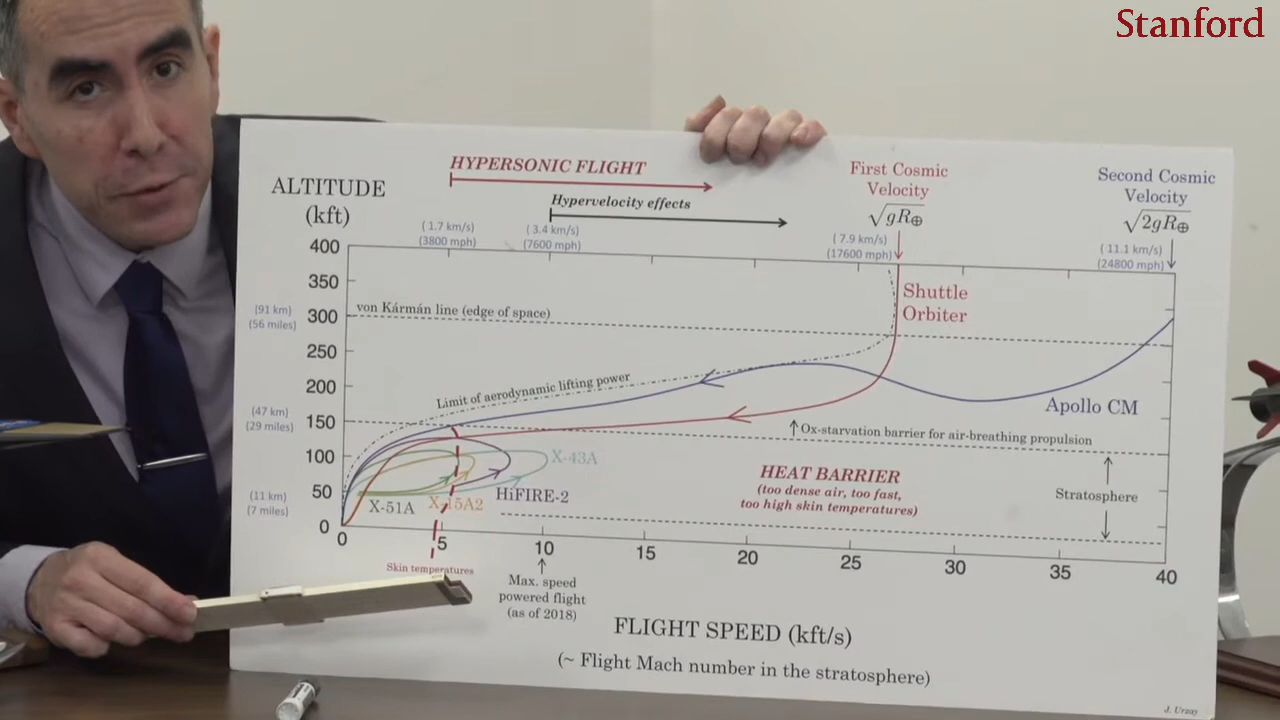 Stanford
HYPERSONIC FLIGHT
Hypervelocity effects
First Cosmic
Velocity
√gR⊕
Second Cosmic
Velocity
√2gR⊕
ALTITUDE
(kft)
( 1.7 km/s)
(3800 mph)
( 3.4 km/s)
(7600 mph)
( 7.9 km/s)
(17600 mph)
( 11.1 km/s)
(24800 mph)
400
350
300
250
200
150
100
50
0
(91 km)
(56 miles)
(47 km)
(29 miles)
(11 km)
(7 miles)
von Kármán line (edge of space)
Shuttle
Orbiter
Limit of aerodynamic lifting power
Apollo CM
Ox-starvation barrier for air-breathing propulsion
X-43A
HEAT BARRIER
(too dense air, too fast,
too high skin temperatures)
Stratosphere
HiFIRE-2
X-51A
X-15A2
0
5
10
15
20
25
30
35
40
Skin temperatures
Max. speed
powered flight
(as of 2018)
FLIGHT SPEED (kft/s)
(~ Flight Mach number in the stratosphere)
J. Urzay